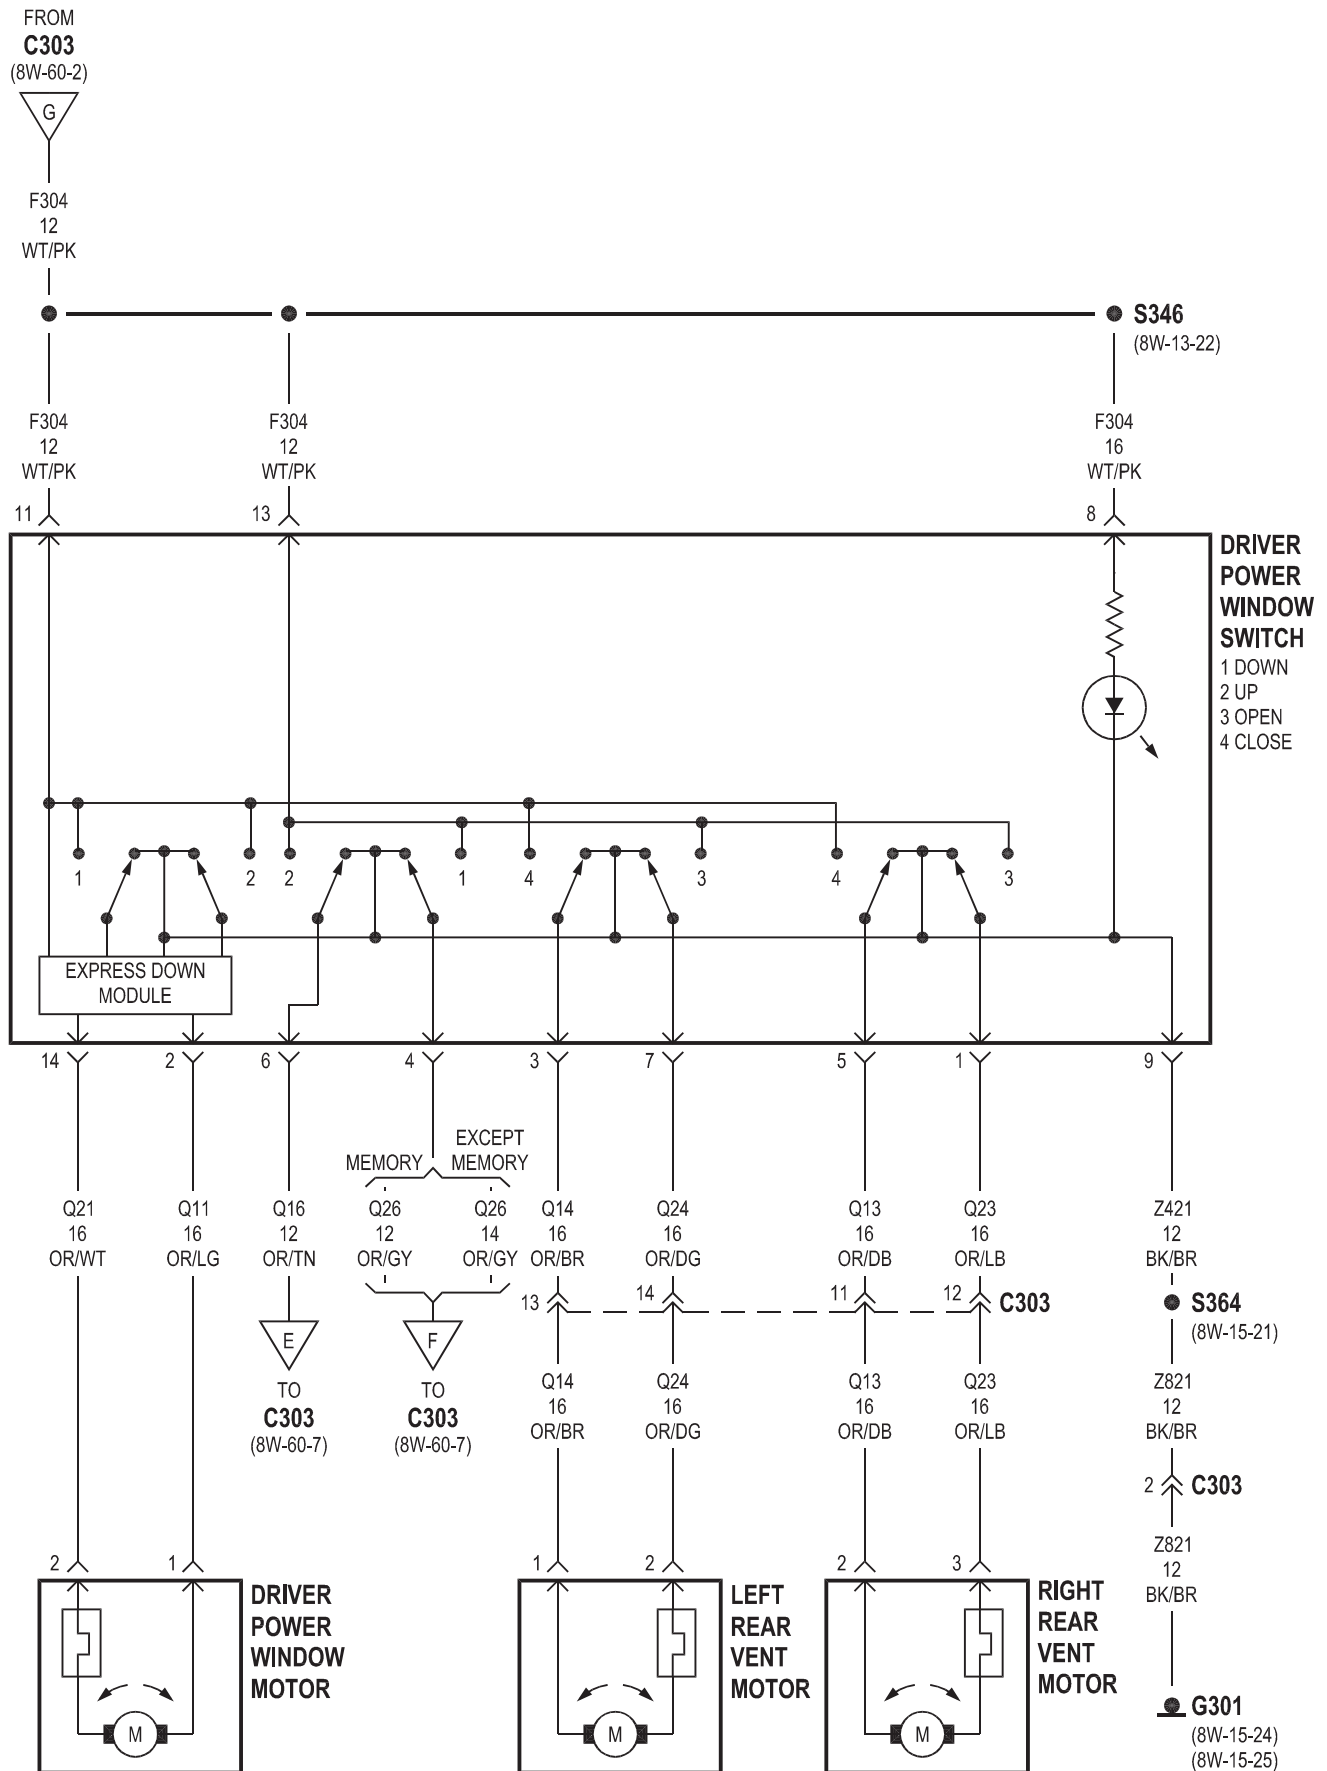 FROM
C303
(8W-60-2)
G
F304
12
WT/PK
S346
(8W-13-22)
F304 F304 F304
12 12 16
WT/PK WT/PK WT/PK
11 13 8
DRIVER
POWER
WINDOW
SWITCH
1 DOWN
2 UP
3 OPEN
4 CLOSE
1 2 2 1 4 3 4 3
EXPRESS DOWN
MODULE
14 2 6 4 3 7 5 1 9
MEMORY
EXCEPT
MEMORY
Q21 Q11 Q16 Q26 Q26 Q14 Q24 Q13 Q23 Z421
16 16 12 12 14 16 16 16 16 12
OR/WT OR/LG OR/TN OR/GY OR/GY OR/BR OR/DG OR/DB OR/LB BK/BR
13 14 11 12 C303
S364
(8W-15-21)
E F
TO TO
C303 C303
(8W-60-7) (8W-60-7)
Q14 Q24 Q13 Q23 Z821
16 16 16 16 12
OR/BR OR/DG OR/DB OR/LB BK/BR
2 C303
Z821
12
BK/BR
2 1 1 2 2 3
DRIVER
POWER
WINDOW
MOTOR
LEFT
REAR
VENT
MOTOR
RIGHT
REAR
VENT
MOTOR
M M M
G301
(8W-15-24)
(8W-15-25)